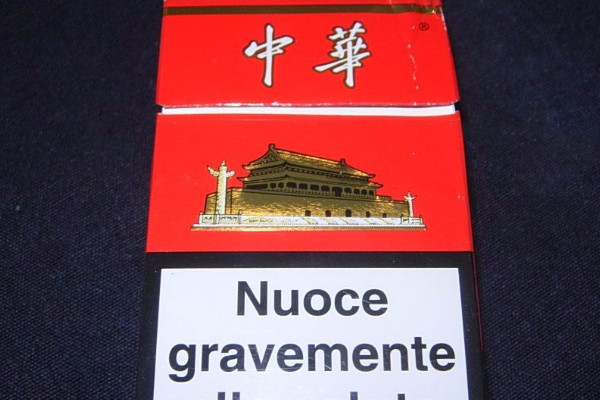 中華®
Nuoce
gravemente